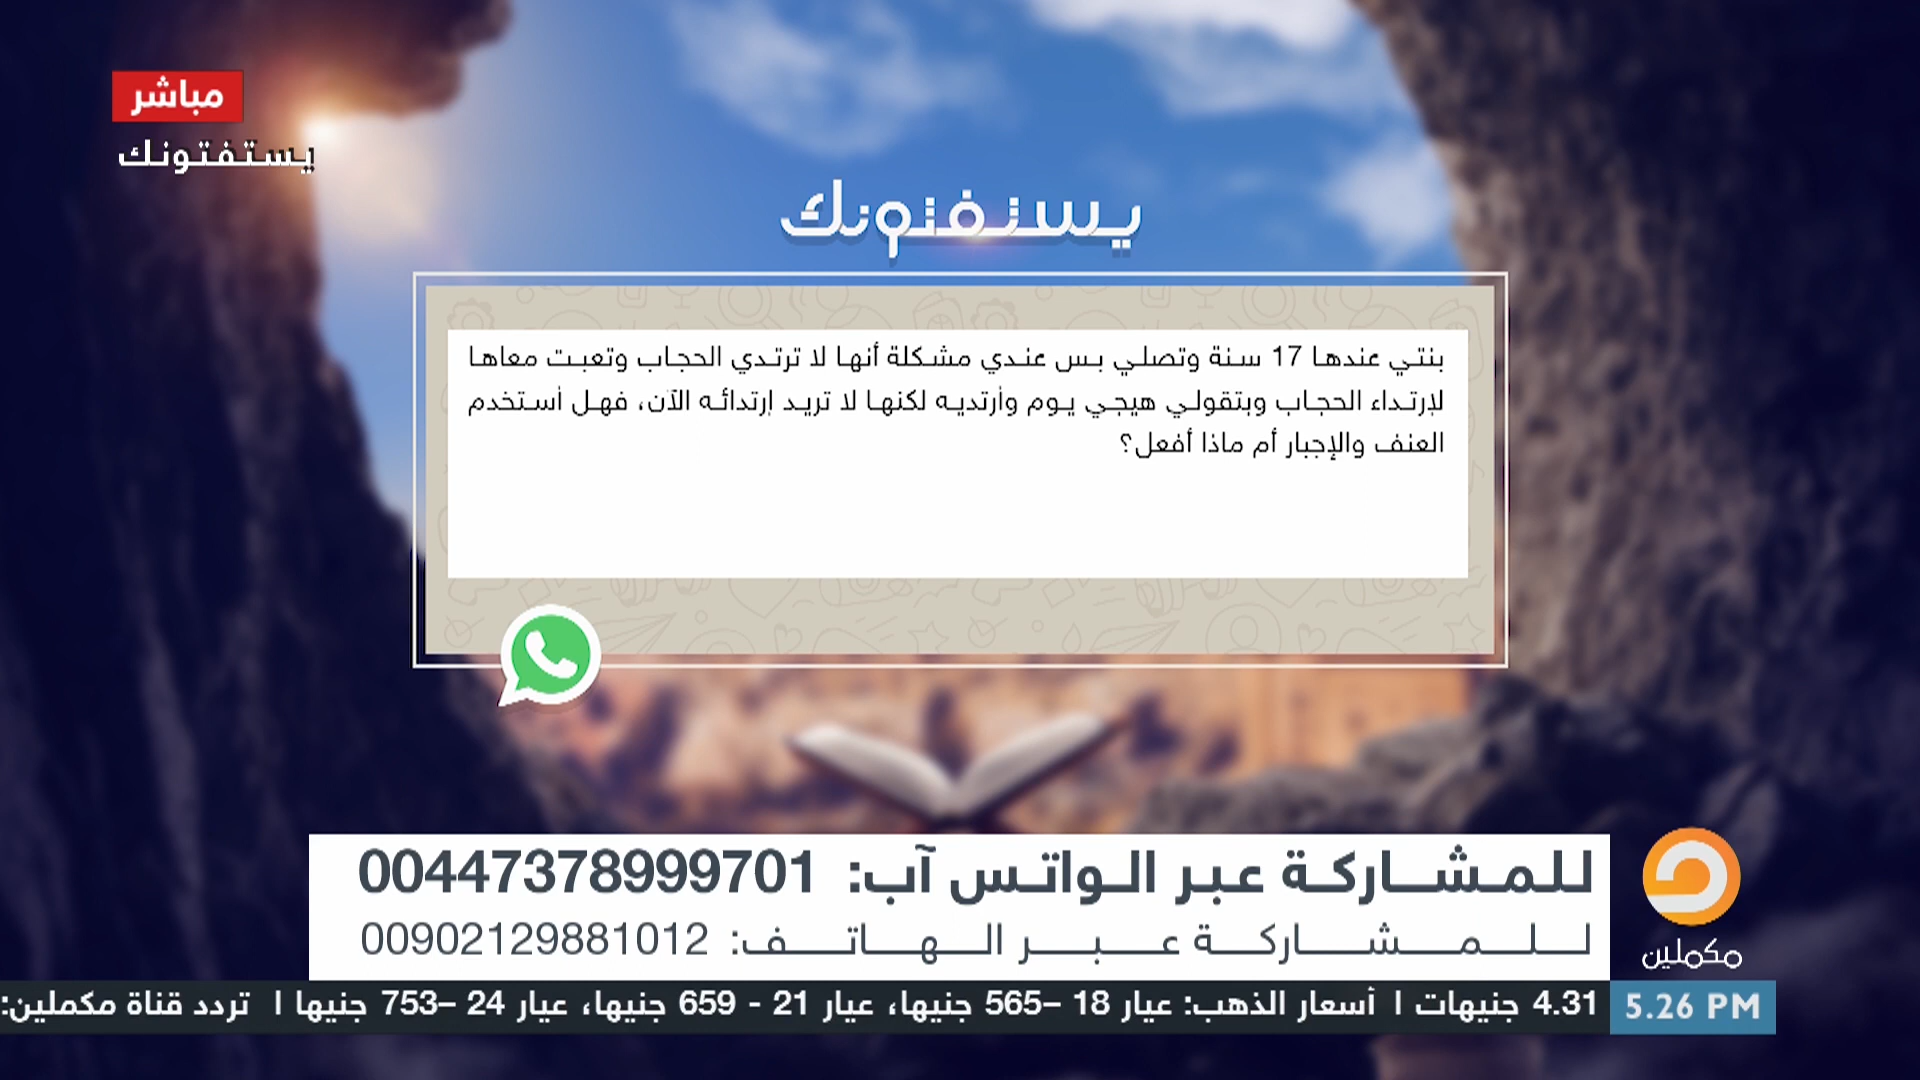 مباشر
يستفتونك
يستفتونك
بنتي عندها 17 سنة وتصلي بس عندي مشكلة أنها لا ترتدي الحجاب وتعبت معاها
لإرتداء الحجاب وبتقولي هيجي يوم وأرتديه لكنها لا تريد إرتدائه الآن، فهل أستخدم
العنف والإجبار أم ماذا أفعل؟
للمشاركة عبر الواتس آب: 00447378999701
للمشاركة عبر الهاتف: 00902129881012
مكملين
4.31 جنيهات ا أسعار الذهب: عيار 18 –565 جنيها، عيار 21 - 659 جنيها، عيار 24 –753 جنيها ا تردد قناة مكملين:
5.26 PM